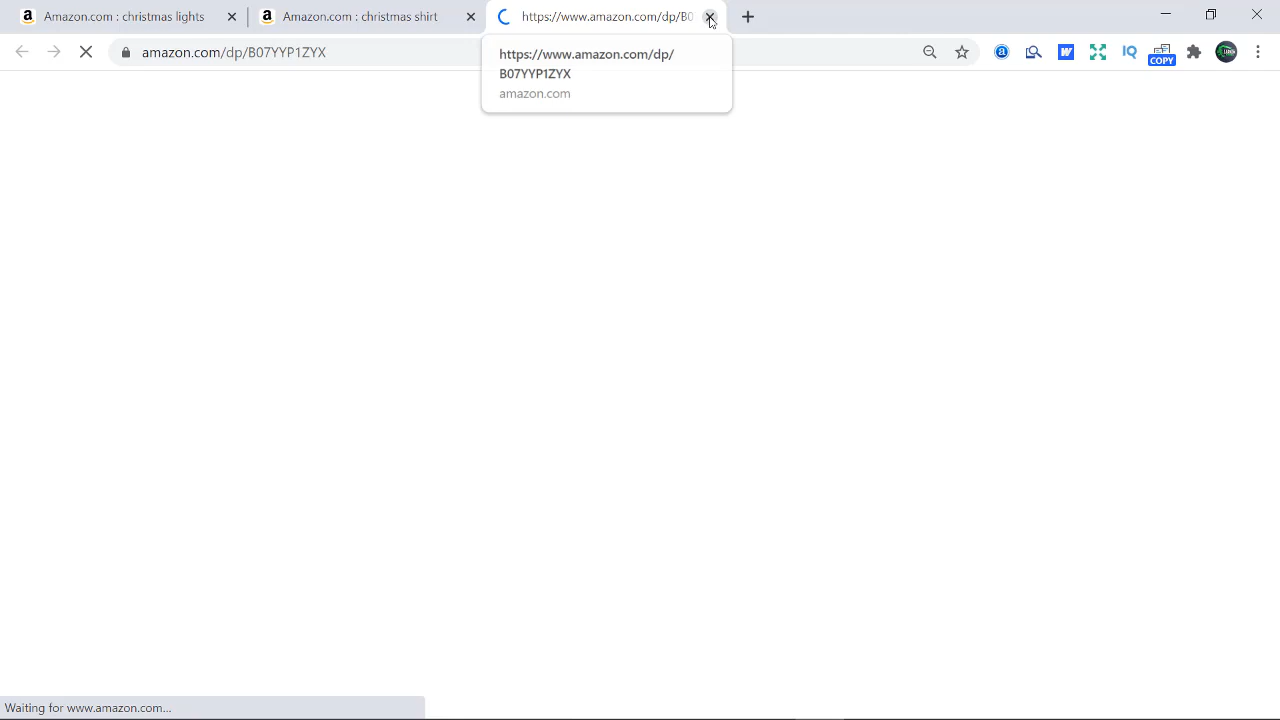 Amazon.com : christmas lights
Amazon.com : christmas shirt
https://www.amazon.com/dp/B0
amazon.com/dp/B07YYP1ZYX
https://www.amazon.com/dp/
B07YYP1ZYX
amazon.com
a
W
IQ
COPY
Waiting for www.amazon.com...